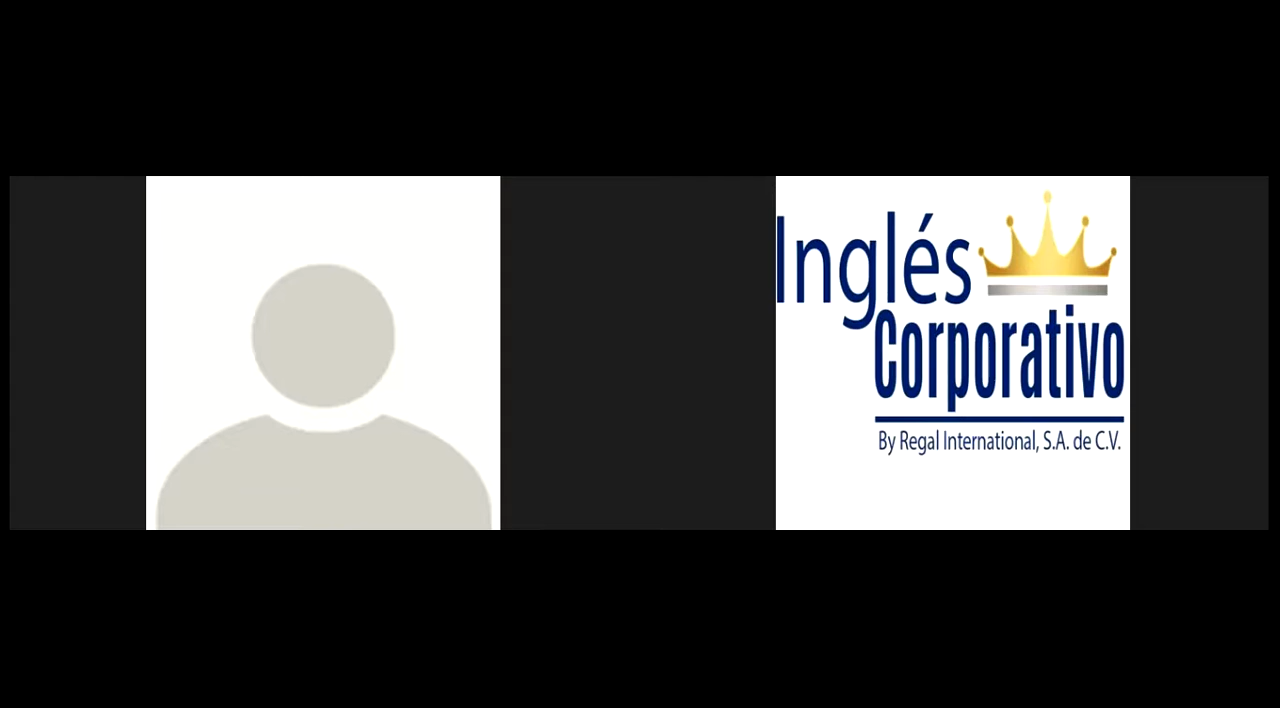 Inglés
Corporativo
By Regal International, S.A. de C.V.